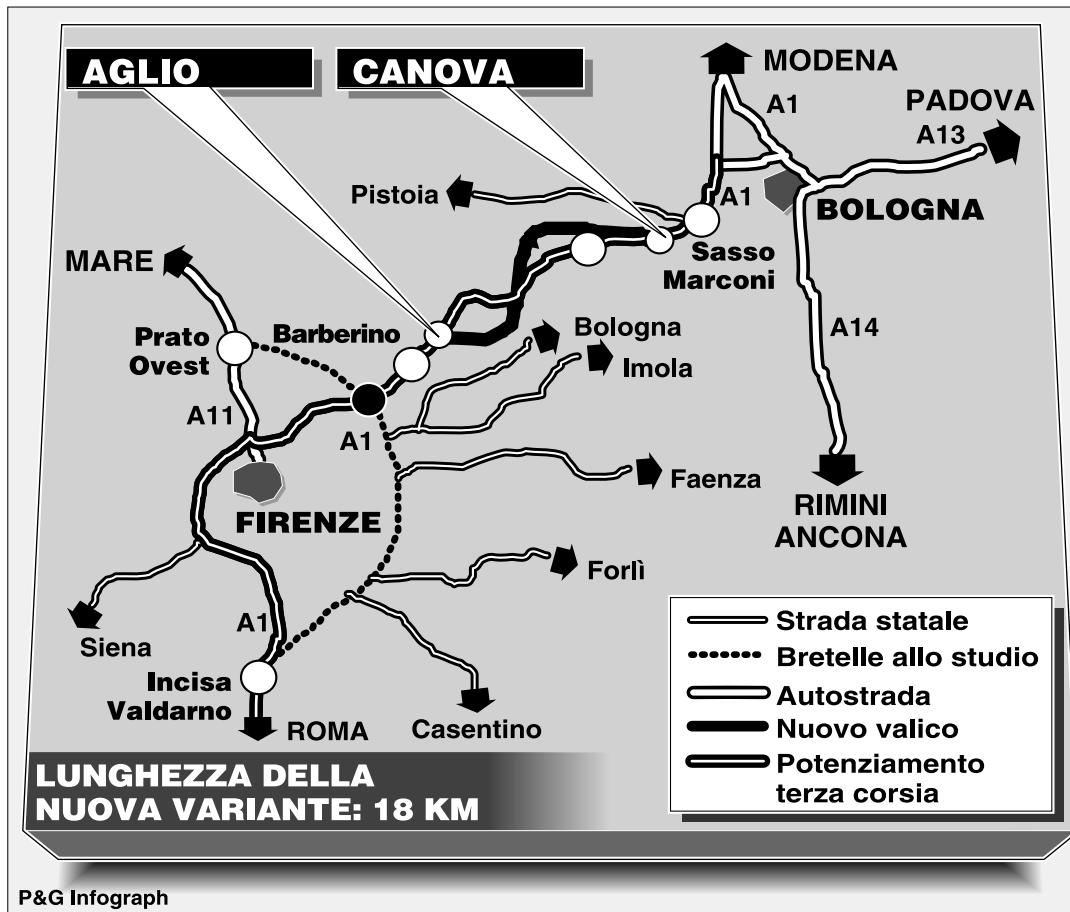 AGLIO
CANOVA
MODENA
A1
PADOVA
A13
Pistoia
A1
BOLOGNA
MARE
Sasso
Marconi
Prato
Ovest
Barberino
Bologna
Imola
A14
A11
A1
Faenza
FIRENZE
RIMINI
ANCONA
Forlì
Siena
A1
Incisa
Valdarno
ROMA
Casentino
Strada statale
Bretelle allo studio
Autostrada
Nuovo valico
Potenziamento
terza corsia
LUNGHEZZA DELLA
NUOVA VARIANTE: 18 KM
P&G Infograph